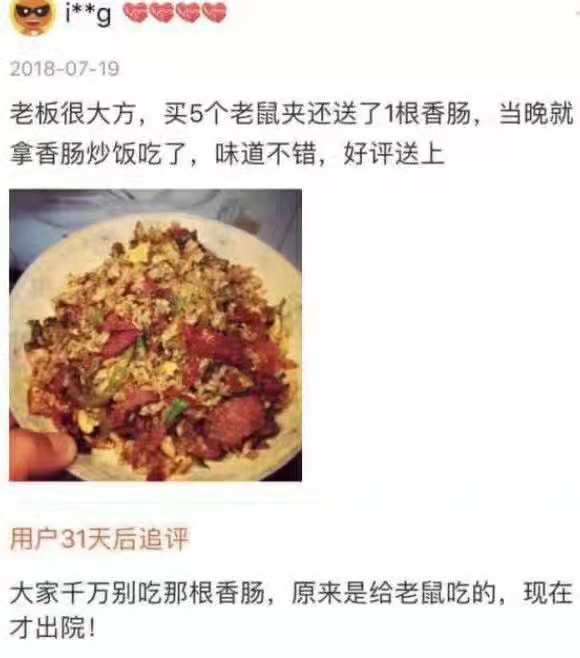 i**g
2018-07-19
老板很大方，买5个老鼠夹还送了1根香肠，当晚就
拿香肠炒饭吃了，味道不错，好评送上
用户31天后追评
大家千万别吃那根香肠，原来是给老鼠吃的，现在
才出院！